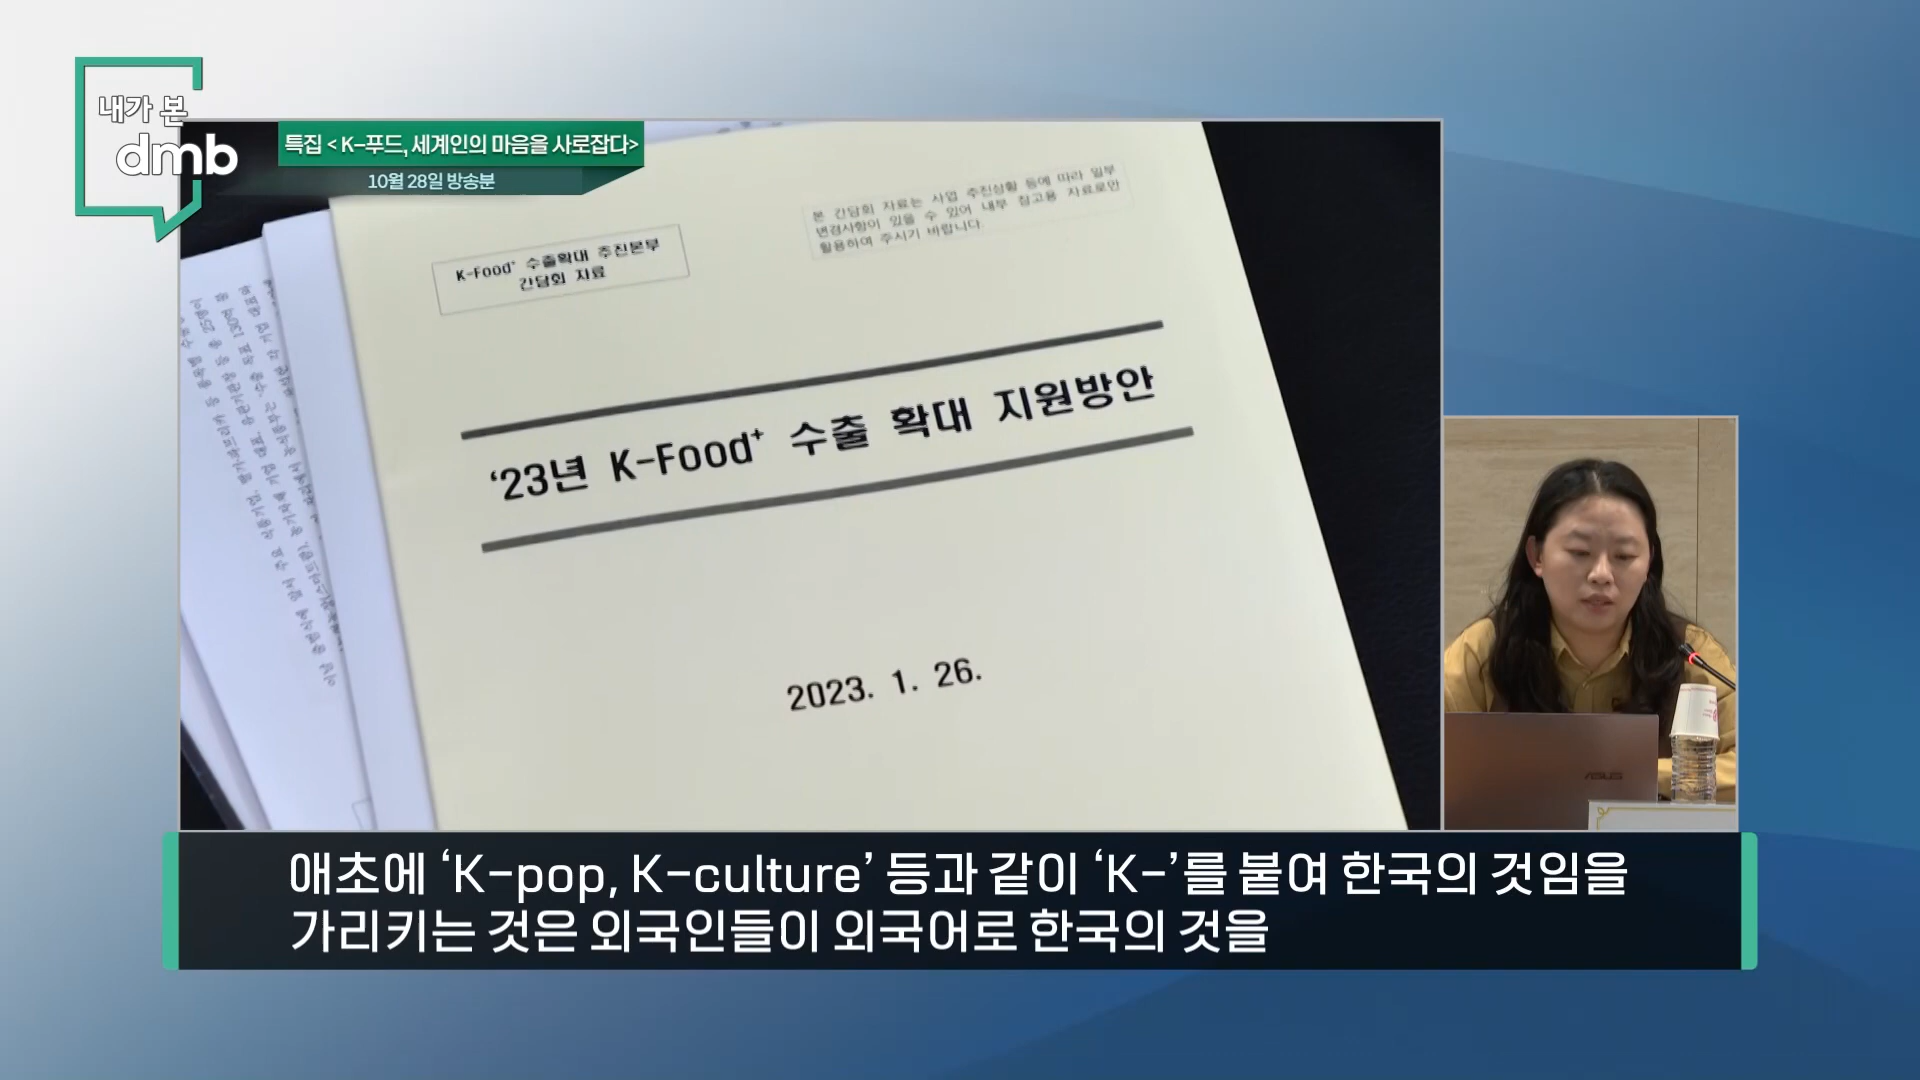 내가 본
dmb
특집 < K-푸드, 세계인의 마음을 사로잡다>
10월 28일 방송분
본 간담회 자료는 사업 추진상황 등에 따라 일부
변경사항이 있을 수 있어 내부 참고용 자료로만
활용하여 주시기 바랍니다.
K-Food⁺ 수출확대 추진본부
간담회 자료
‘23년 K-Food⁺ 수출 확대 지원방안
2023. 1. 26.
ASUS
애초에 ‘K-pop, K-culture’ 등과 같이 ‘K-’를 붙여 한국의 것임을
가리키는 것은 외국인들이 외국어로 한국의 것을